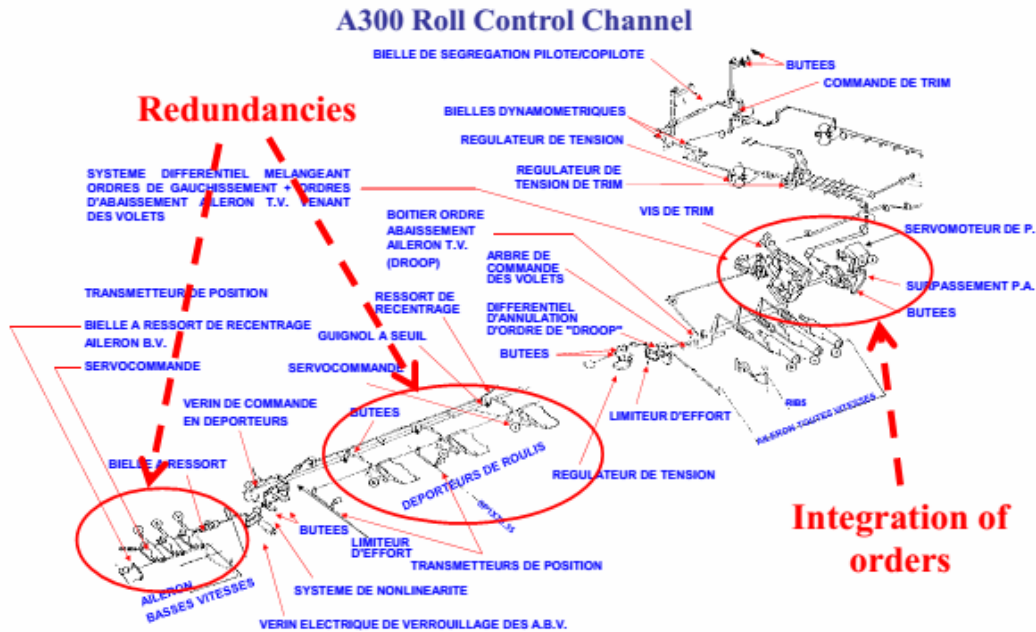 A300 Roll Control Channel
BIELLE DE SEGREGATION PILOTE/COPILOTE
BUTEES
COMMANDE DE TRIM
Redundancies
BIELLES DYNAMOMETRIQUES
REGULATEUR DE TENSION
SYSTEME DIFFERENTIEL MELANGEANT
ORDRES DE GAUCHISSEMENT + ORDRES
D'ABAISSEMENT AILERON T.V. VENANT
DES VOLETS
REGULATEUR DE
TENSION DE TRIM
BOITIER ORDRE
ABAISSEMENT
AILERON T.V.
(DROOP)
VIS DE TRIM
SERVOMOTEUR DE P.
ARBRE DE
COMMANDE
DES VOLETS
SURPASSEMENT P.A.
BUTEES
TRANSMETTEUR DE POSITION
RESSORT DE
RECENTRAGE
DIFFERENTIEL
D'ANNULATION
D'ORDRE DE "DROOP"
BIELLE A RESSORT DE RECENTRAGE
AILERON B.V.
GUIGNOL A SEUIL
BUTEES
SERVOCOMMANDE
SERVOCOMMANDE
RIBS
VERIN DE COMMANDE
EN DEPORTEURS
BUTEES
LIMITEUR D'EFFORT
AILERON TOUTES VITESSES
BIELLE A RESSORT
DEPORTEURS DE ROULIS
REGULATEUR DE TENSION
BUTEES
LIMITEUR
D'EFFORT
TRANSMETTEURS DE POSITION
Integration of
orders
AILERON
BASSES VITESSES
SYSTEME DE NONLINEARITE
VERIN ELECTRIQUE DE VERROUILLAGE DES A.B.V.